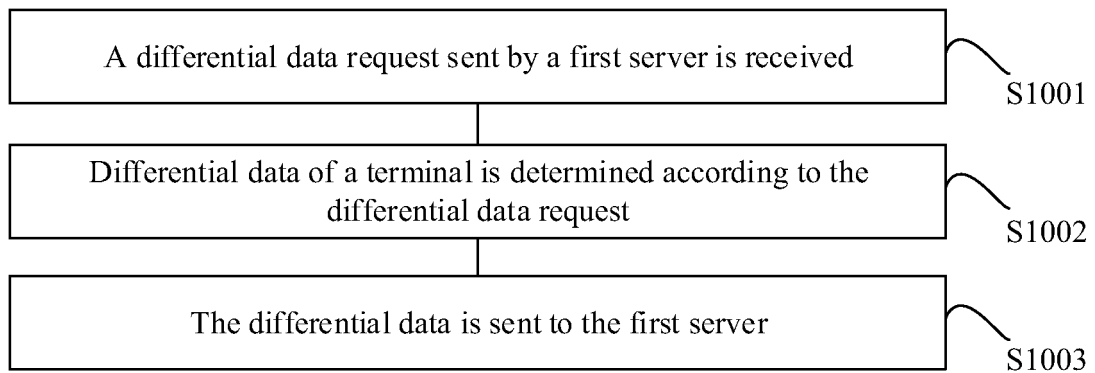 A differential data request sent by a first server is received
S1001
Differential data of a terminal is determined according to the
differential data request
S1002
The differential data is sent to the first server
S1003